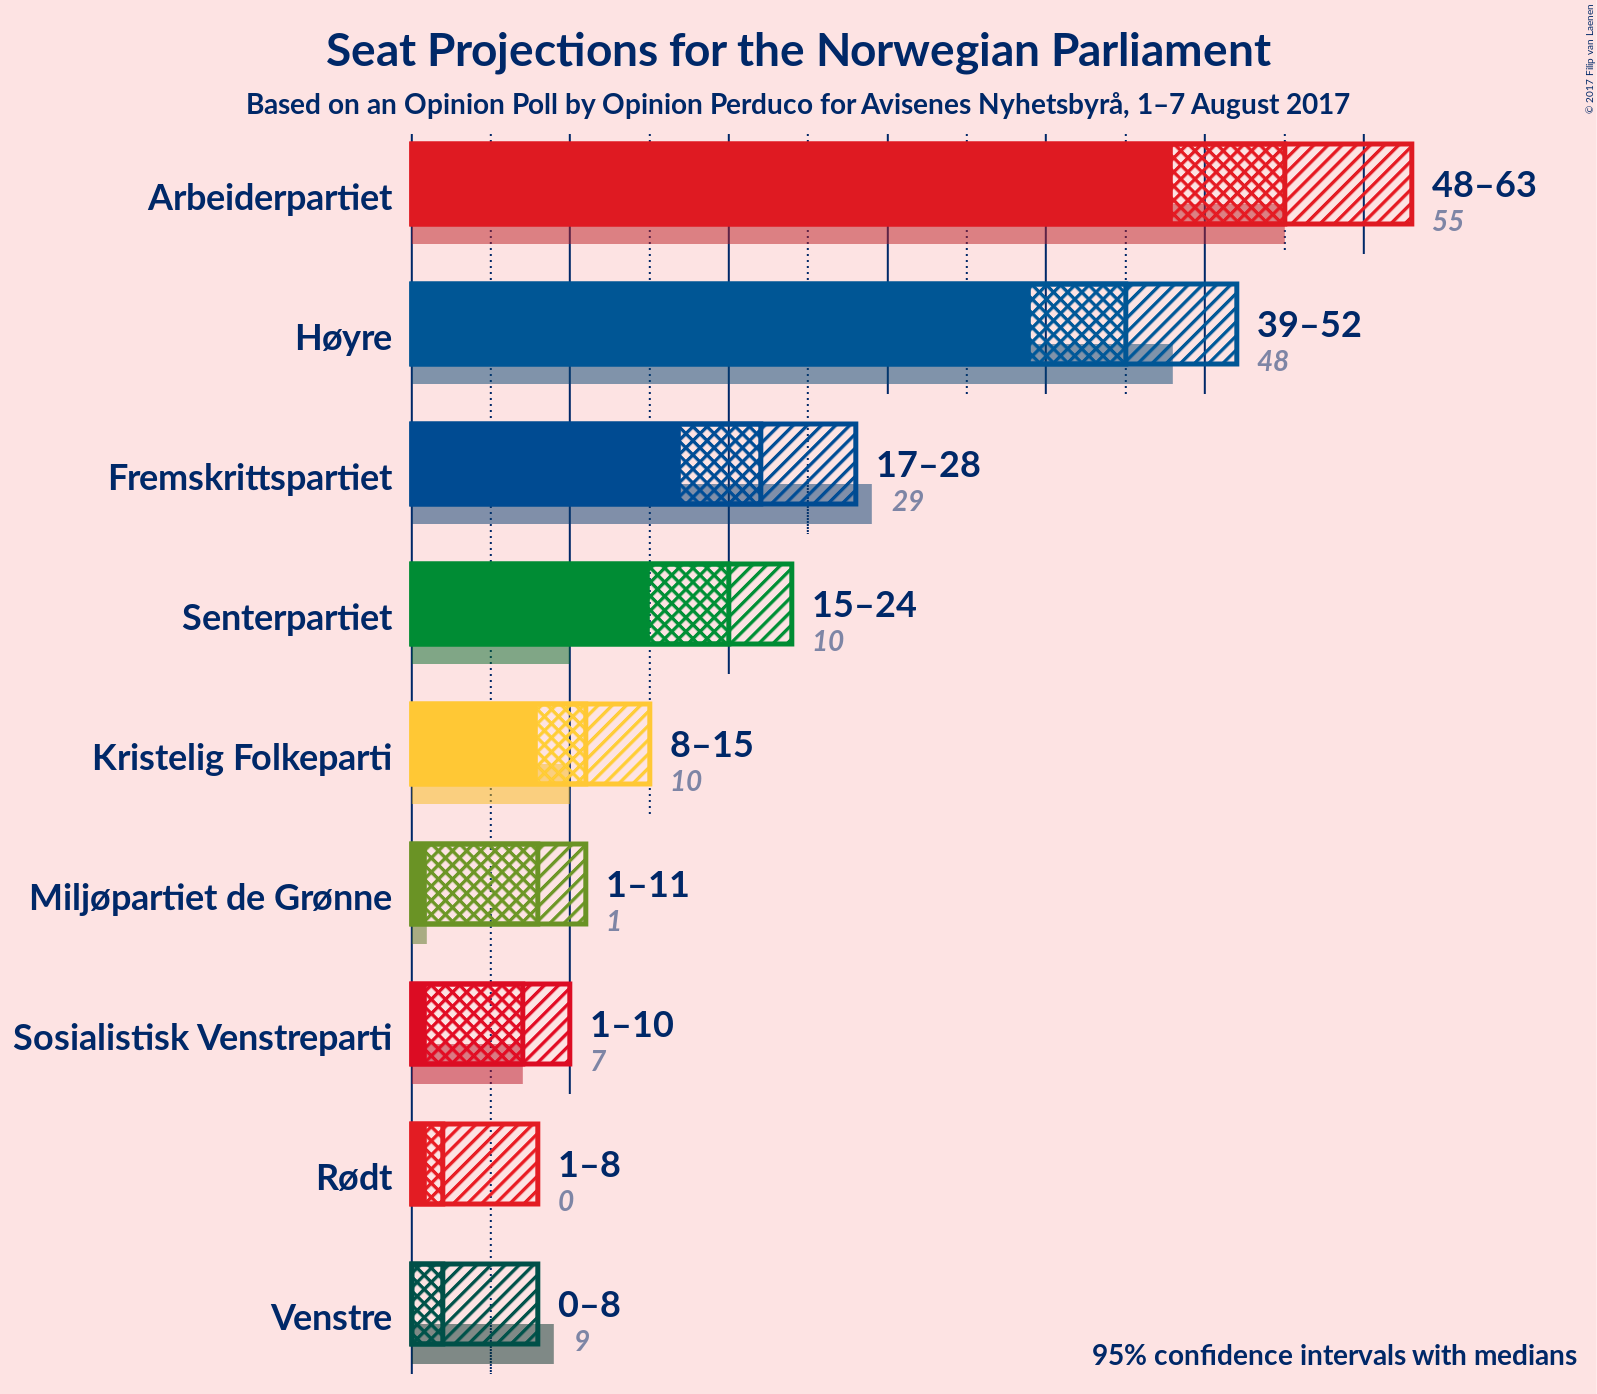 Seat Projections for the Norwegian Parliament
Based on an Opinion Poll by Opinion Perduco for Avisenes Nyhetsbyrå, 1–7 August 2017
© 2017 Filip van Laenen
Arbeiderpartiet
48–63
55
Høyre
39–52
48
Fremskrittspartiet
17–28
29
Senterpartiet
15–24
10
Kristelig Folkeparti
8–15
10
Miljøpartiet de Grønne
1–11
1
Sosialistisk Venstreparti
1–10
7
Rødt
1–8
0
Venstre
0–8
9
95% confidence intervals with medians